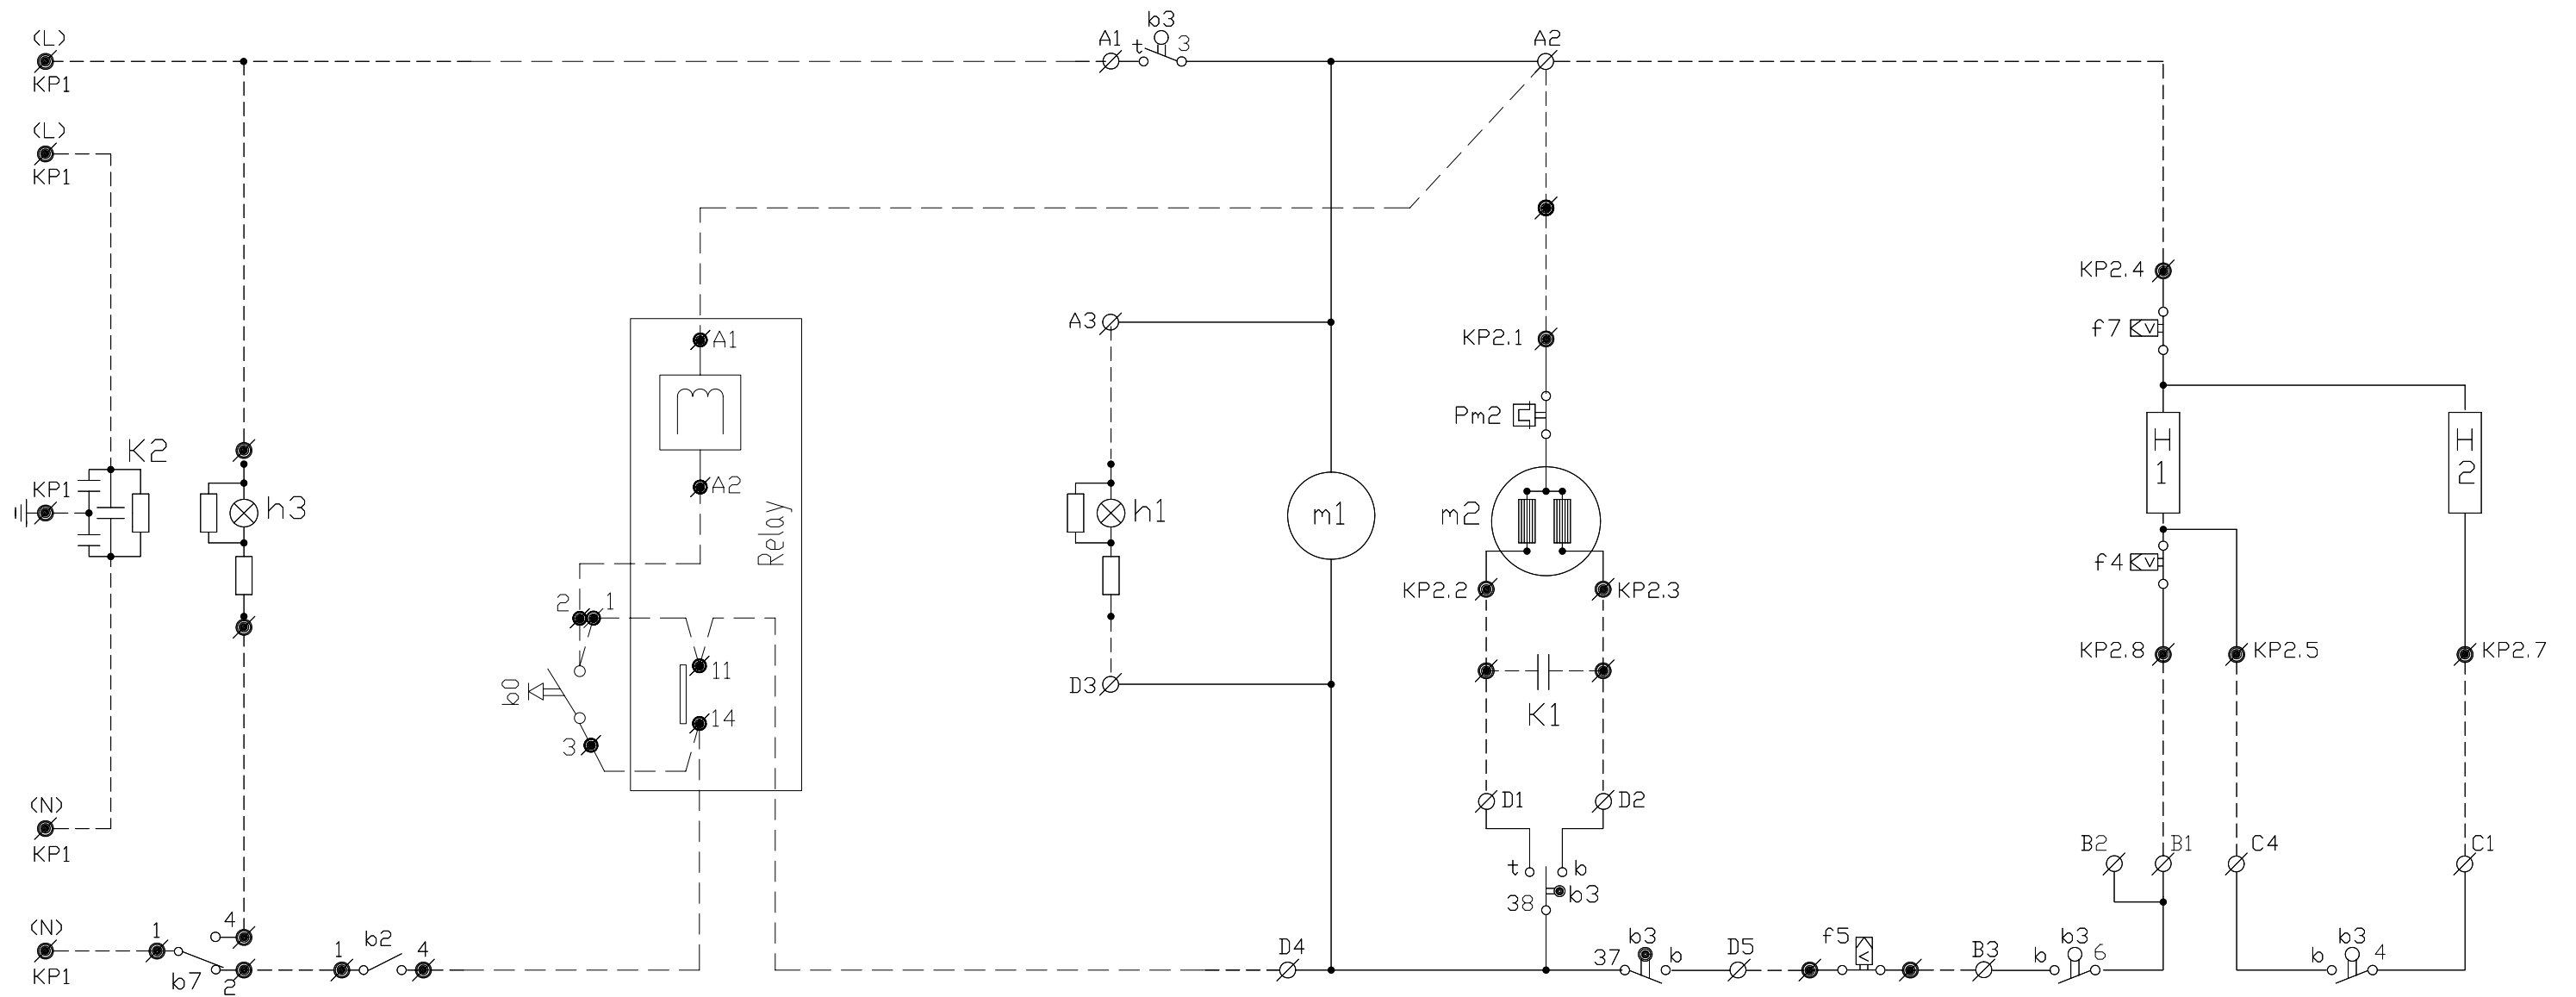 (L)
KP1
(L)
KP1
b3
A1
t
3
A2
KP2.4
f7
A1
A3
KP2.1
Pm2
K2
KP1
h3
A2
Relay
h1
m1
m2
H
1
H
2
f4
KP2.2
KP2.3
2
1
11
b0
14
3
D3
K1
KP2.8
KP2.5
KP2.7
(N)
KP1
D1
D2
B2
B1
C4
C1
t
b
38
b3
(N)
KP1
1
4
b7
2
1
b2
4
D4
37
b3
b
D5
f5
B3
b
b3
6
b
b3
4